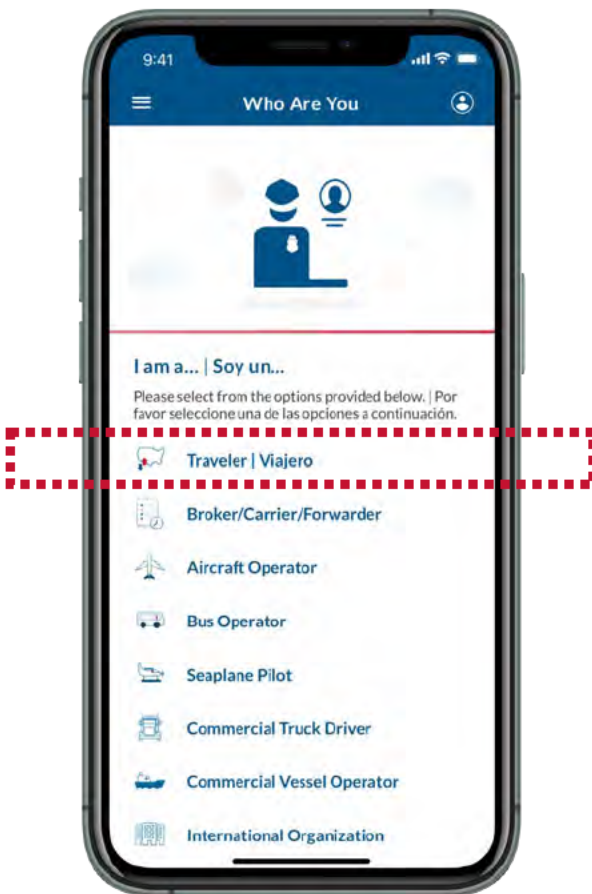 9:41
Who Are You
I am a... | Soy un...
Please select from the options provided below. | Por
favor seleccione una de las opciones a continuación.
Traveler | Viajero
Broker/Carrier/Forwarder
Aircraft Operator
Bus Operator
Seaplane Pilot
Commercial Truck Driver
Commercial Vessel Operator
International Organization